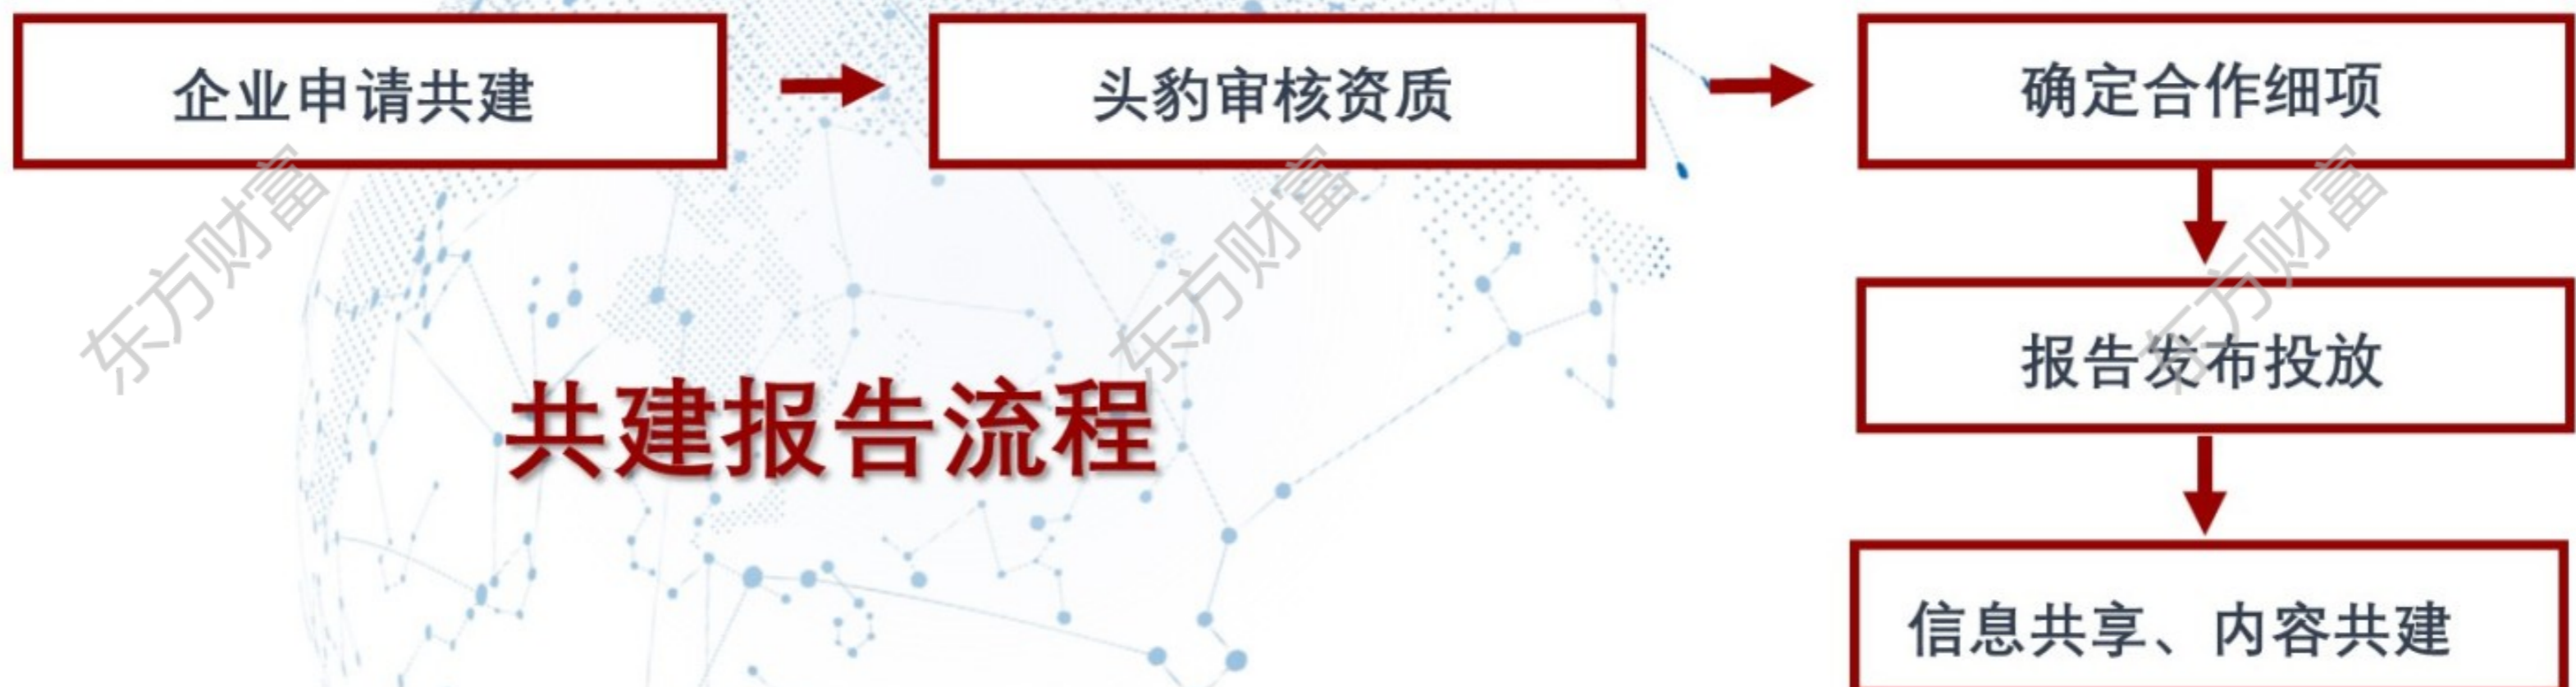 企业申请共建
头豹审核资质
确定合作细项
东方财富
东方财富
东方财富
报告发布投放
共建报告流程
信息共享、内容共建